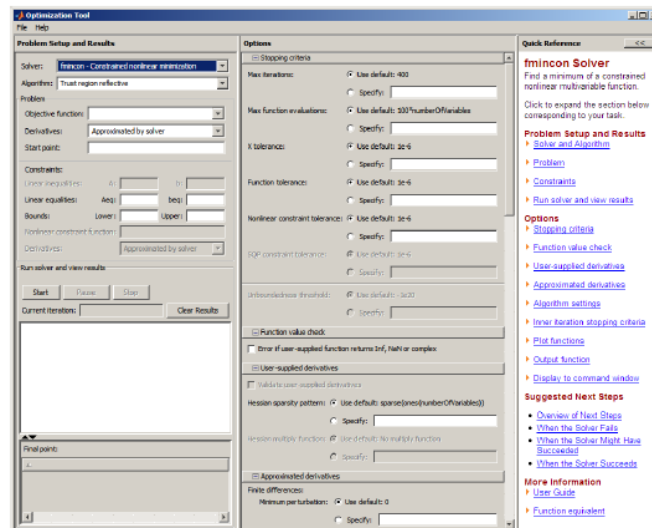 Optimization Tool
File Help
Problem Setup and Results
Solver: fmincon - Constrained nonlinear minimization
Algorithm: Trust region reflective
Problem
Objective function:
Derivatives: Approximated by solver
Start point:
Constraints:
Linear inequalities: A: b:
Linear equalities: Aeq: beq:
Bounds: Lower: Upper:
Nonlinear constraint function:
Derivatives: Approximated by solver
Run solver and view results
Start Pause Stop
Current iteration: Clear Results
Final point:
Options
Stopping criteria
Max iterations: Use default: 400
Specify:
Max function evaluations: Use default: 100*numberOfVariables
Specify:
X tolerance: Use default: 1e-6
Specify:
Function tolerance: Use default: 1e-6
Specify:
Nonlinear constraint tolerance: Use default: 1e-6
Specify:
SQP constraint tolerance: Use default: 1e-6
Specify:
Unboundedness threshold: Use default: -1e20
Specify:
Function value check
Error if user-supplied function returns Inf, NaN or complex
User-supplied derivatives
Validate user-supplied derivatives
Hessian sparsity pattern: Use default: sparse(ones(numberOfVariables))
Specify:
Hessian multiply function: Use default: No multiply function
Specify:
Approximated derivatives
Finite differences:
Minimum perturbation: Use default: 0
Specify:
Quick Reference <<
fmincon Solver
Find a minimum of a constrained
nonlinear multivariable function.
Click to expand the section below
corresponding to your task.
Problem Setup and Results
Solver and Algorithm
Problem
Constraints
Run solver and view results
Options
Stopping criteria
Function value check
User-supplied derivatives
Approximated derivatives
Algorithm settings
Inner iteration stopping criteria
Plot functions
Output function
Display to command window
Suggested Next Steps
Overview of Next Steps
When the Solver Fails
When the Solver Might Have
Succeeded
When the Solver Succeeds
More Information
User Guide
Function equivalent